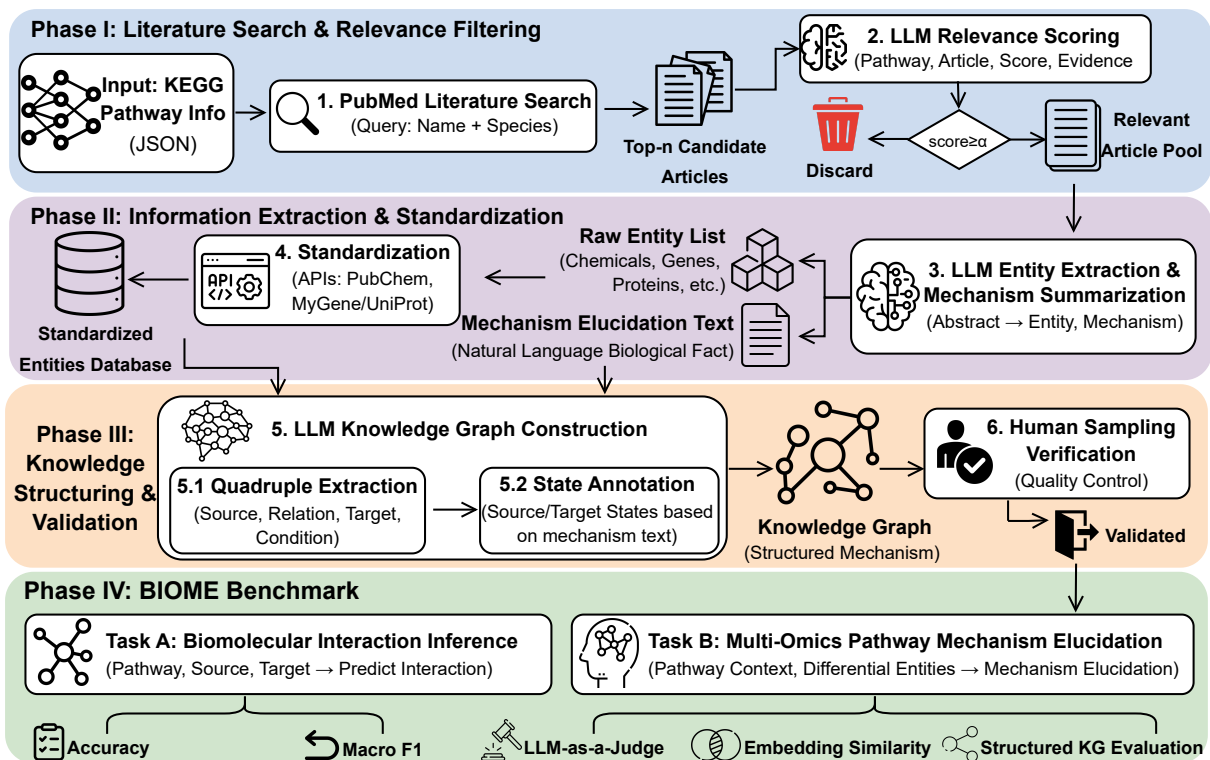 Phase I: Literature Search & Relevance Filtering
Input: KEGG
Pathway Info
(JSON)
1. PubMed Literature Search
(Query: Name + Species)
Top-n Candidate
Articles
2. LLM Relevance Scoring
(Pathway, Article, Score, Evidence
score≥α
Discard
Relevant
Article Pool
Phase II: Information Extraction & Standardization
3. LLM Entity Extraction &
Mechanism Summarization
(Abstract → Entity, Mechanism)
Raw Entity List
(Chemicals, Genes,
Proteins, etc.)
Mechanism Elucidation Text
(Natural Language Biological Fact)
API
</>
4. Standardization
(APIs: PubChem,
MyGene/UniProt)
Standardized
Entities Database
Phase III:
Knowledge
Structuring &
Validation
5. LLM Knowledge Graph Construction
5.1 Quadruple Extraction
(Source, Relation, Target,
Condition)
5.2 State Annotation
(Source/Target States based
on mechanism text)
Knowledge Graph
(Structured Mechanism)
6. Human Sampling
Verification
(Quality Control)
Validated
Phase IV: BIOME Benchmark
Task A: Biomolecular Interaction Inference
(Pathway, Source, Target → Predict Interaction)
Accuracy
Macro F1
Task B: Multi-Omics Pathway Mechanism Elucidation
(Pathway Context, Differential Entities → Mechanism Elucidation)
LLM-as-a-Judge
Embedding Similarity
Structured KG Evaluation